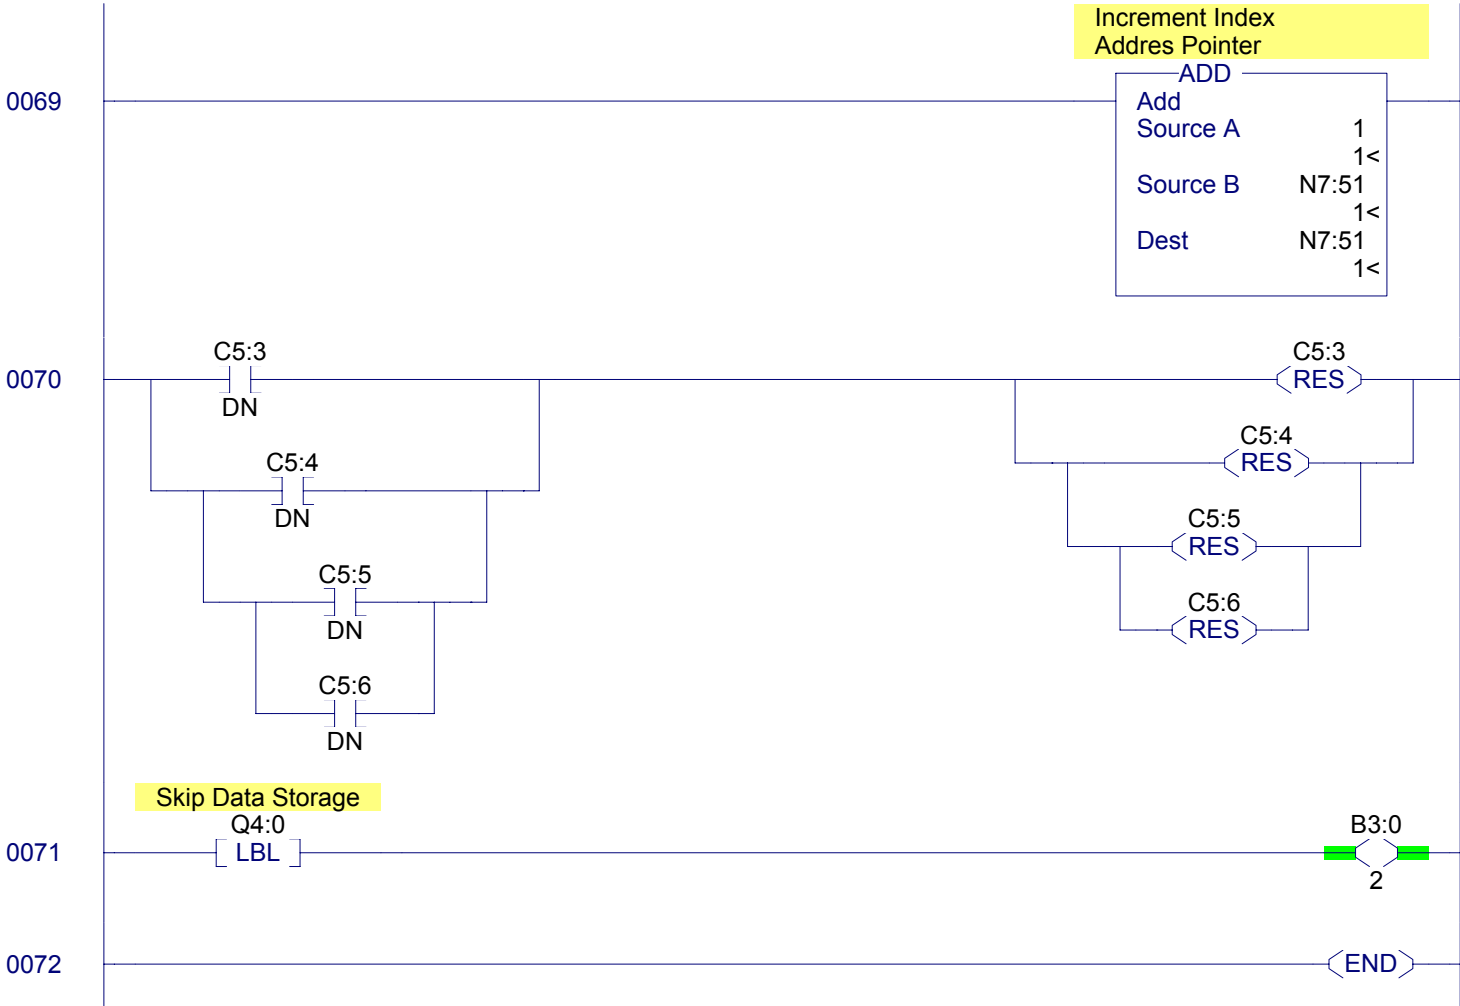 Increment Index
Addres Pointer
ADD
0069
Add
Source A 1
1<
Source B N7:51
1<
Dest N7:51
1<
C5:3 C5:3
0070 RES
DN
C5:4
RES
C5:4
DN
C5:5
RES
C5:5
DN
C5:6
RES
C5:6
DN
Skip Data Storage
Q4:0 B3:0
0071 LBL
2
0072 END